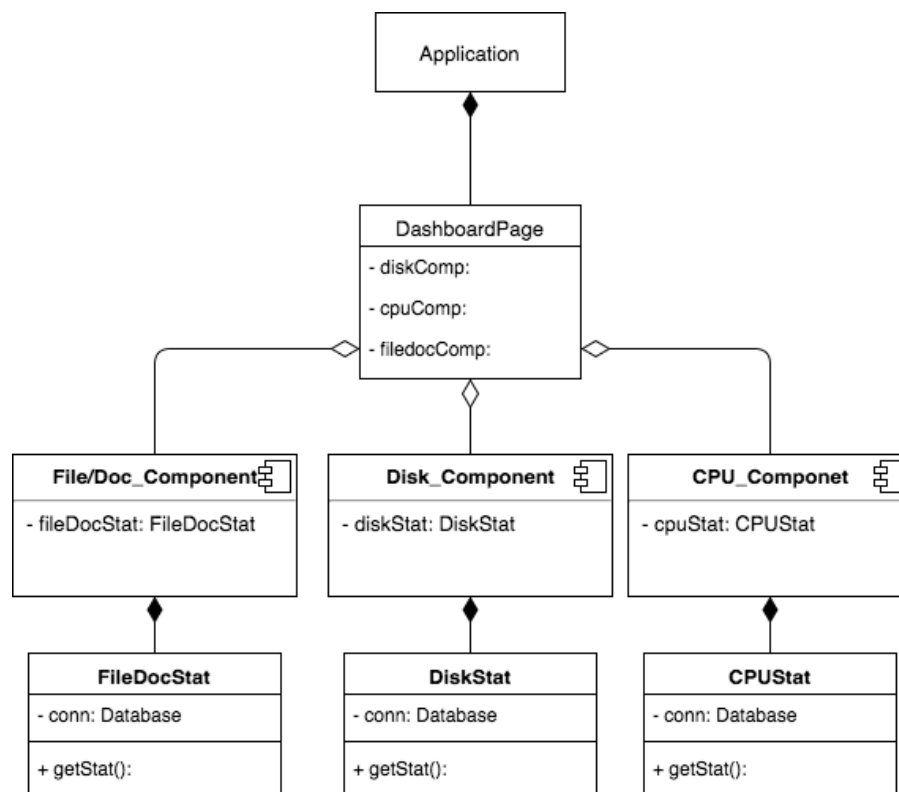 Application
DashboardPage
- diskComp:
- cpuComp:
- filedocComp:
File/Doc_Component
- fileDocStat: FileDocStat
Disk_Component
- diskStat: DiskStat
CPU_Componet
- cpuStat: CPUStat
FileDocStat
- conn: Database
+ getStat():
DiskStat
- conn: Database
+ getStat():
CPUStat
- conn: Database
+ getStat():